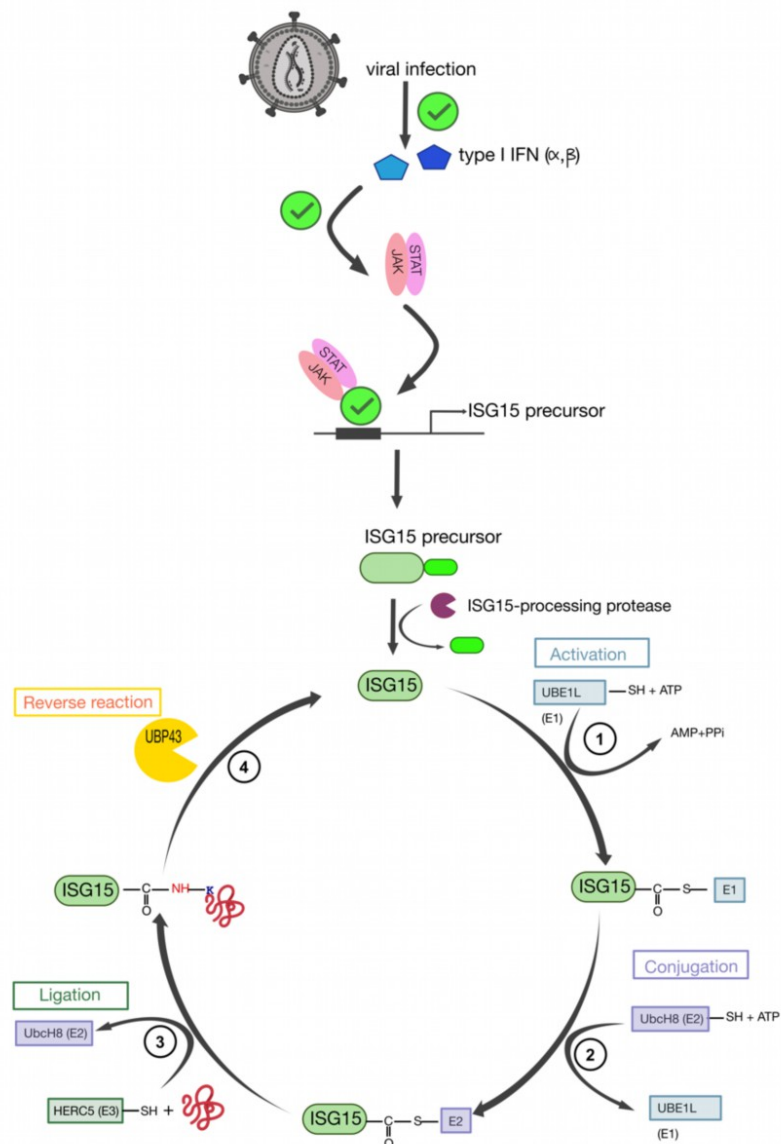 viral infection
type I IFN (α,β)
JAK
STAT
STAT
JAK
ISG15 precursor
ISG15 precursor
ISG15-processing protease
ISG15
Activation
UBE1L
SH + ATP
(E1)
1
AMP+PPi
Reverse reaction
UBP43
4
ISG15
C
O
NH
K
ISG15
C
O
S
E1
Ligation
UbcH8 (E2)
3
HERC5 (E3)
SH +
Conjugation
UbcH8 (E2)
SH + ATP
2
UBE1L
(E1)
ISG15
C
O
S
E2